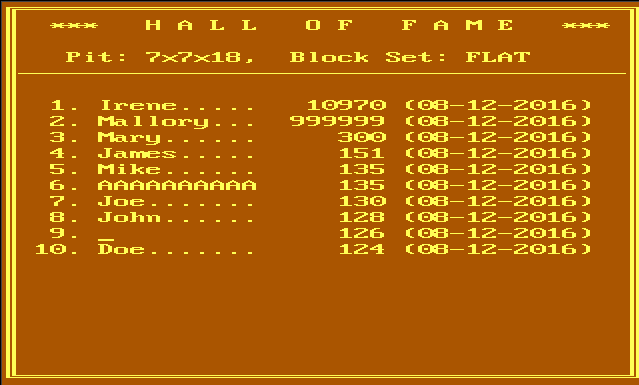 *** HALL OF FAME ***
Pit: 7x7x18, Block Set: FLAT
1. Irene..... 10970 (08-12-2016)
2. Mallory... 999999 (08-12-2016)
3. Mary...... 300 (08-12-2016)
4. James..... 151 (08-12-2016)
5. Mike...... 135 (08-12-2016)
6. AAAAAAAAAA 135 (08-12-2016)
7. Joe....... 130 (08-12-2016)
8. John...... 128 (08-12-2016)
9. _ 126 (08-12-2016)
10. Doe....... 124 (08-12-2016)